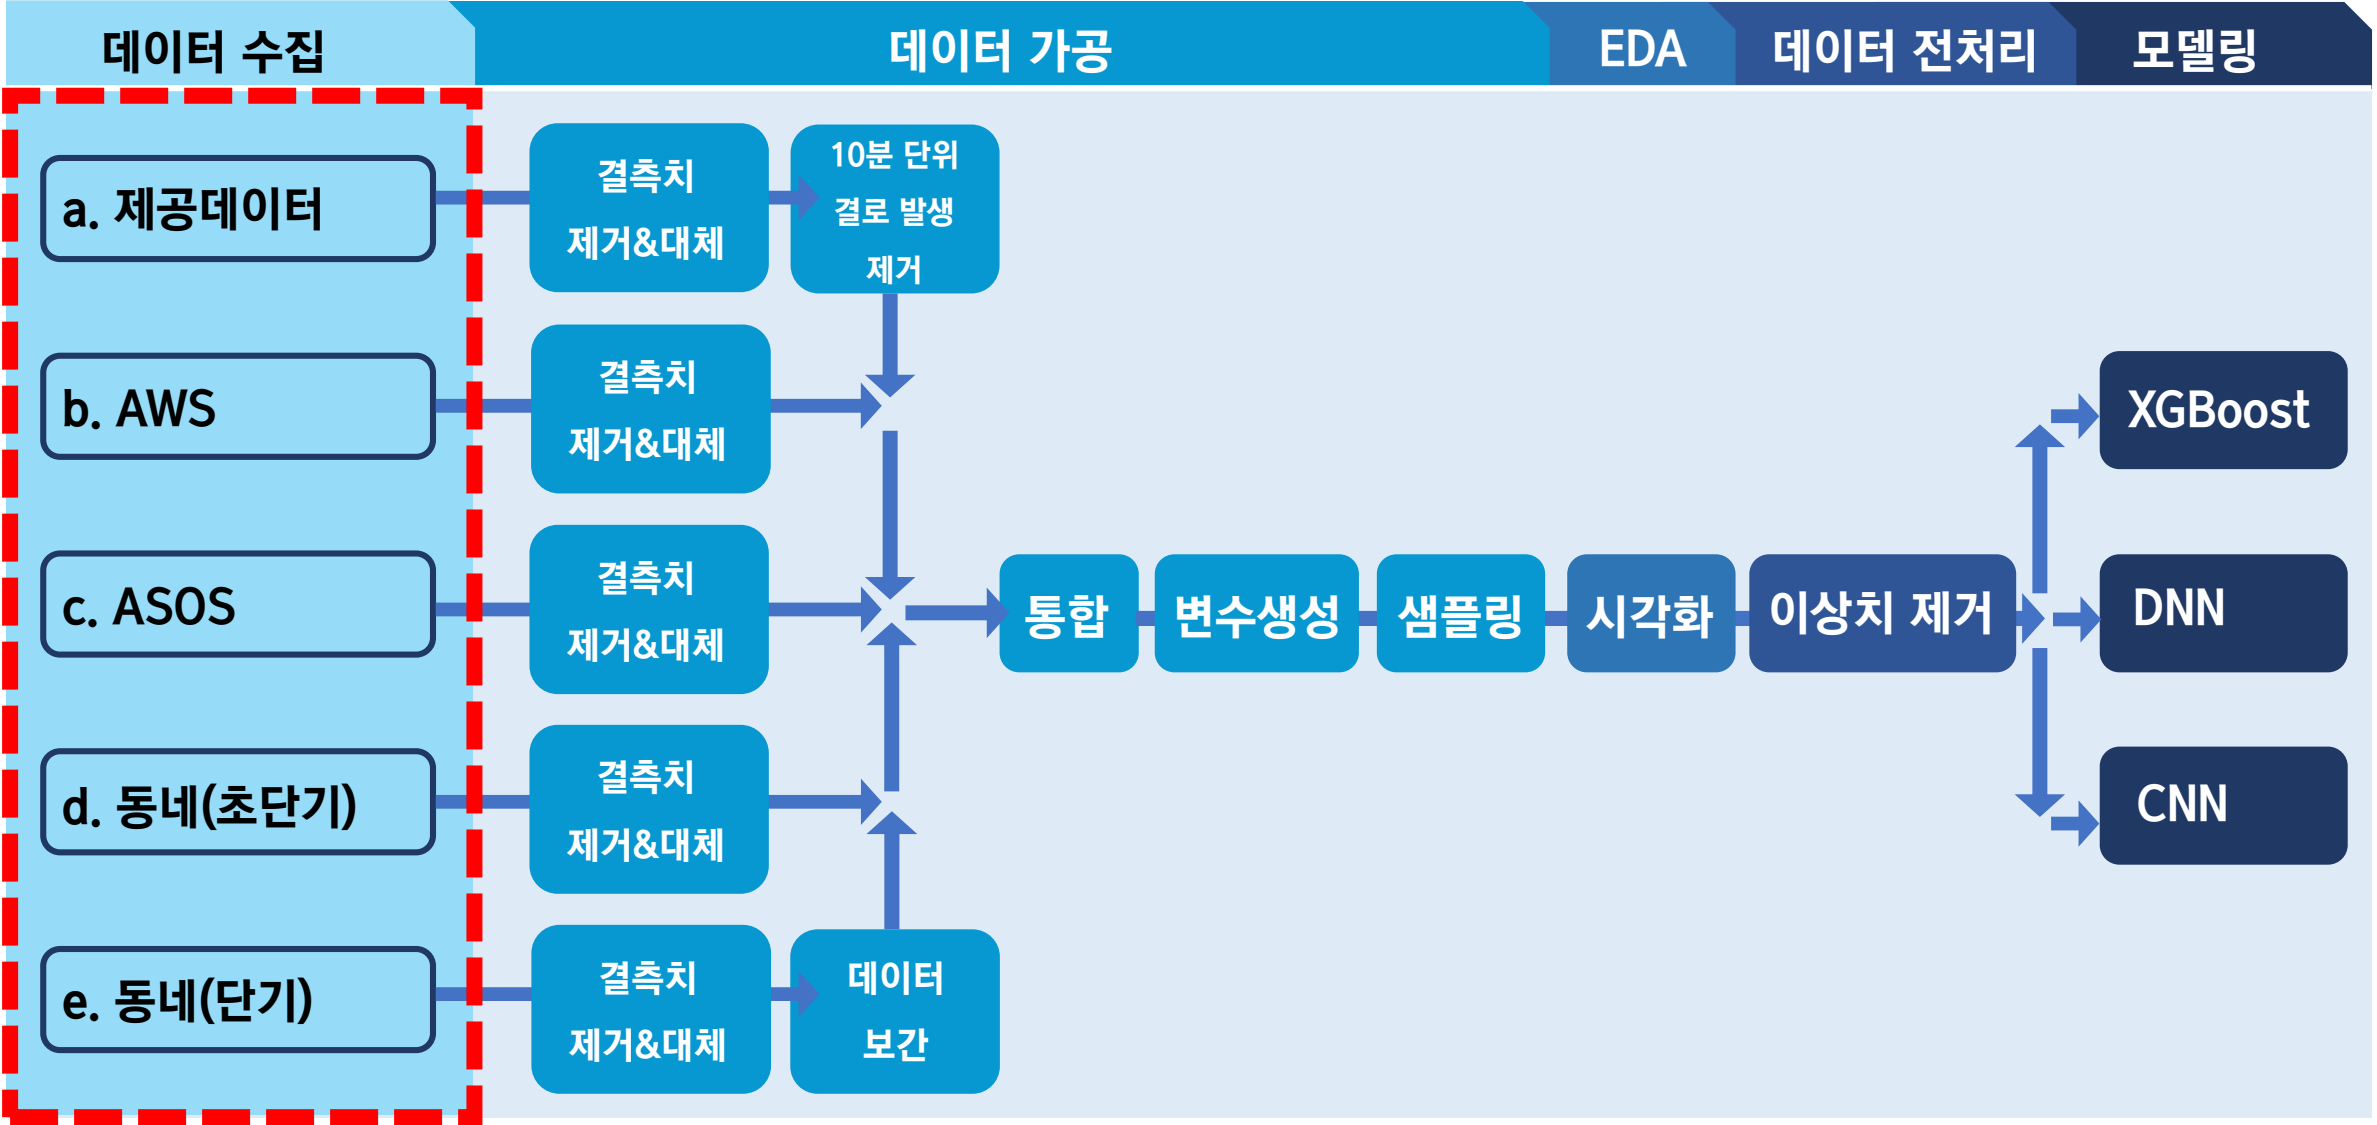 데이터 수집
데이터 가공
EDA
데이터 전처리
모델링
a. 제공데이터
결측치
제거&대체
10분 단위
결로 발생
제거
b. AWS
결측치
제거&대체
c. ASOS
결측치
제거&대체
d. 동네(초단기)
결측치
제거&대체
e. 동네(단기)
결측치
제거&대체
데이터
보간
통합
변수생성
샘플링
시각화
이상치 제거
XGBoost
DNN
CNN